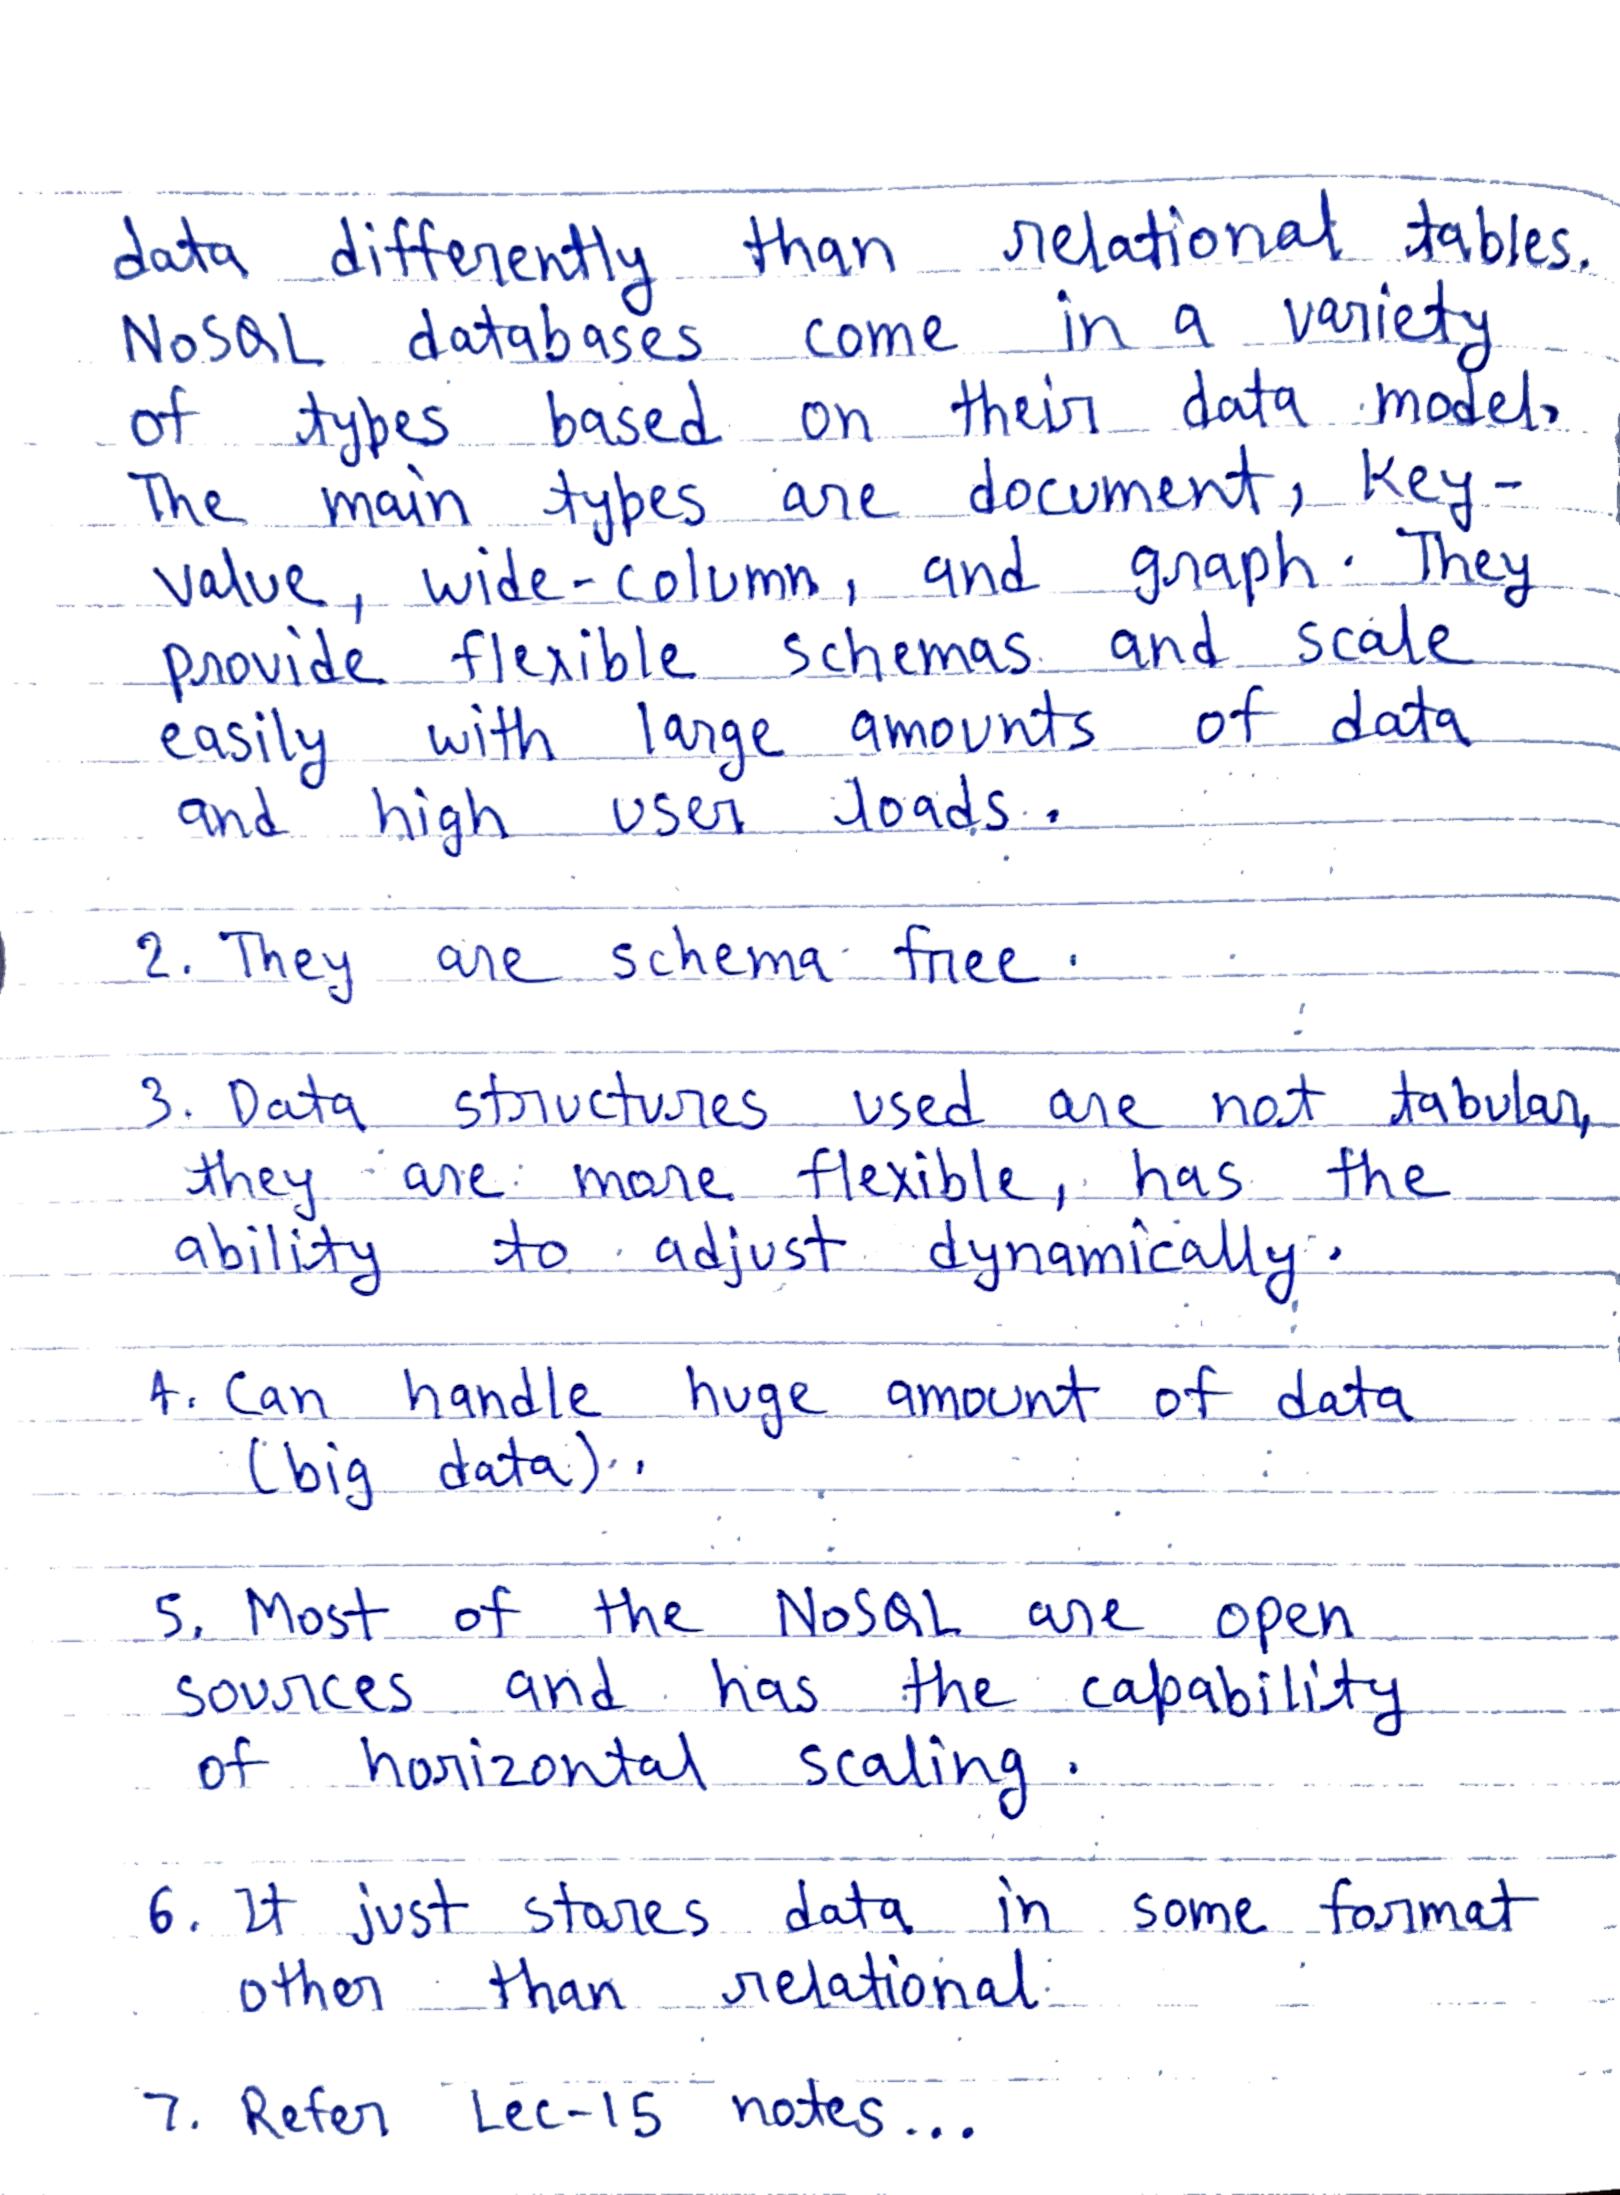 data differently than relational tables.
NoSQL databases come in a variety
of types based on their data model.
The main types are document, key-
value, wide-column, and graph. They
provide flexible schemas and scale
easily with large amounts of data
and high user loads.
2. They are schema free.
3. Data structures used are not tabular,
they are more flexible, has the
ability to adjust dynamically.
4. Can handle huge amount of data
(big data).
5. Most of the NoSQL are open
sources and has the capability
of horizontal scaling.
6. It just stores data in some format
other than relational.
7. Refer Lec-15 notes...